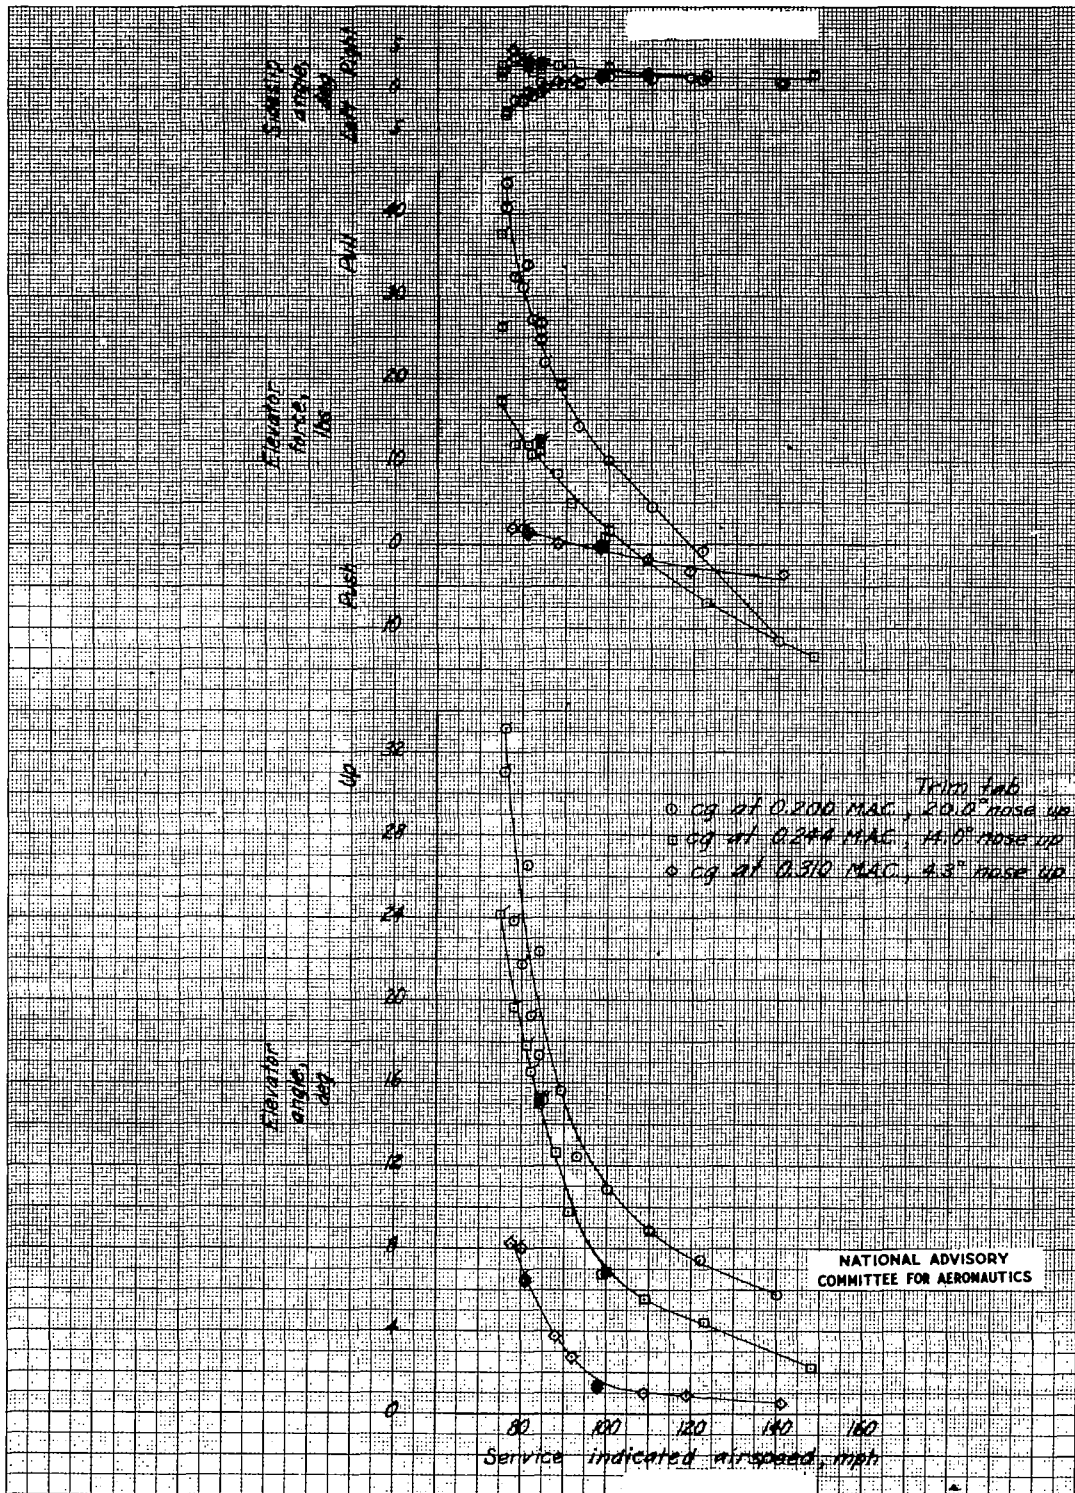 Sideslip
angle,
deg
Left Right
5
0
5
Elevator
force,
lbs
Push Pull
40
30
20
10
0
10
Trim tab
○ cg at 0.200 MAC, 20.0° nose up
□ cg at 0.244 MAC, 14.0° nose up
◇ cg at 0.310 MAC, 4.3° nose up
Elevator
angle,
deg
Up
32
28
24
20
16
12
8
4
0
80 100 120 140 160
Service indicated airspeed, mph
NATIONAL ADVISORY
COMMITTEE FOR AERONAUTICS